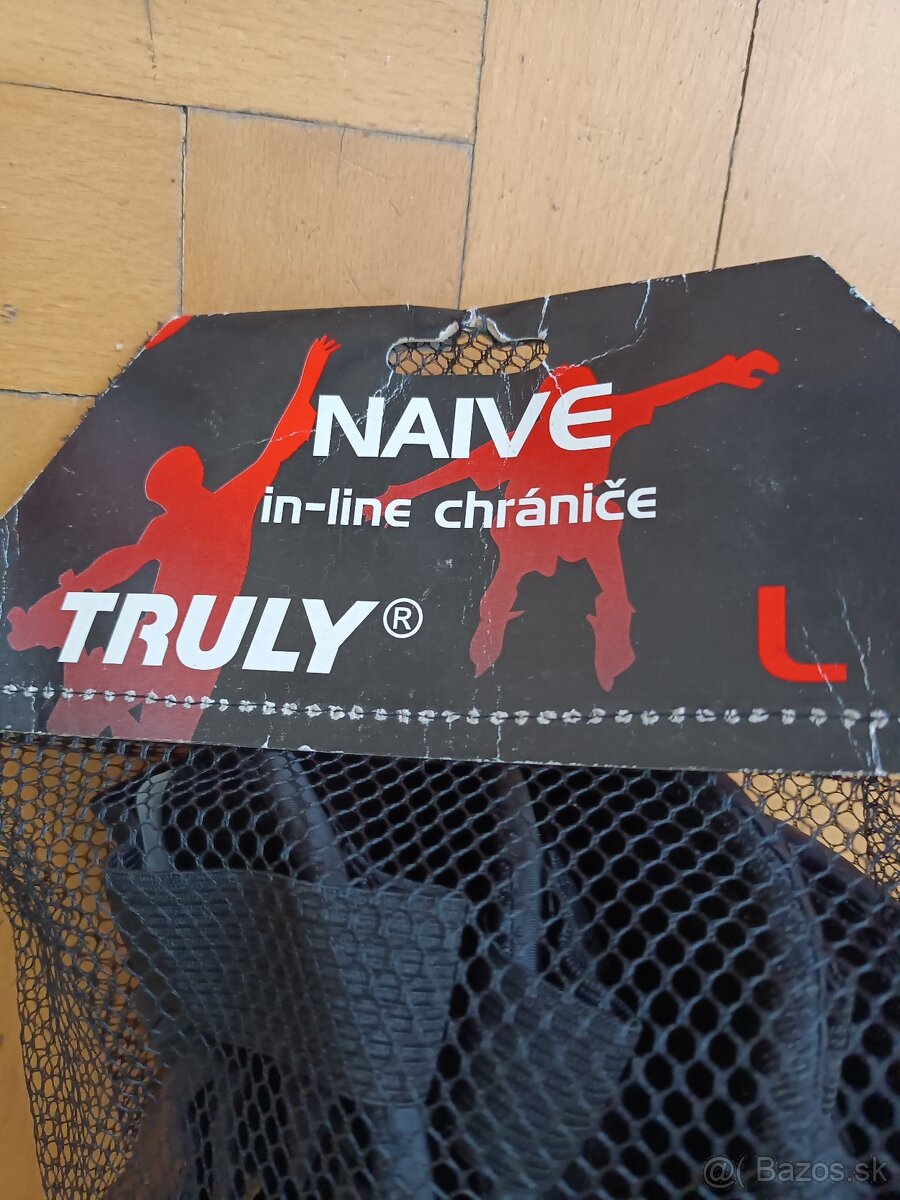 NAIVE
in-line chrániče
TRULY®
L
@( Bazos.sk